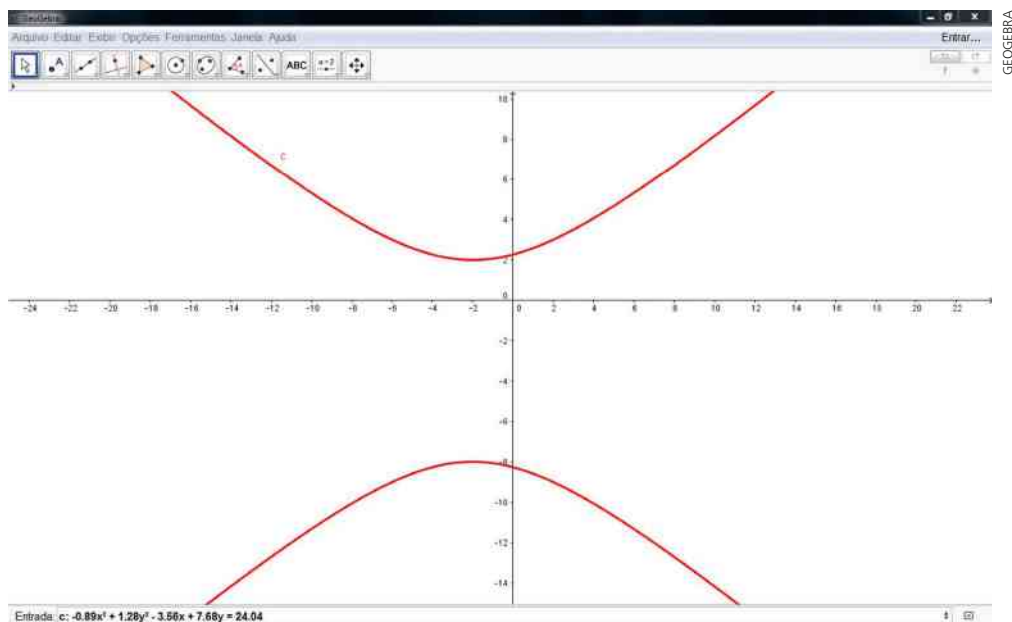 GeoGebra
Arquivo Editar Exibir Opções Ferramentas Janela Ajuda
Entrar...
A
ABC
a=2
GEOGEBRA
c
10
8
6
4
2
0
-24 -22 -20 -18 -16 -14 -12 -10 -8 -6 -4 -2 0 2 4 6 8 10 12 14 16 18 20 22
-2
-4
-6
-8
-10
-12
-14
Entrada: c: -0.89x² + 1.28y² - 3.56x + 7.68y = 24.04